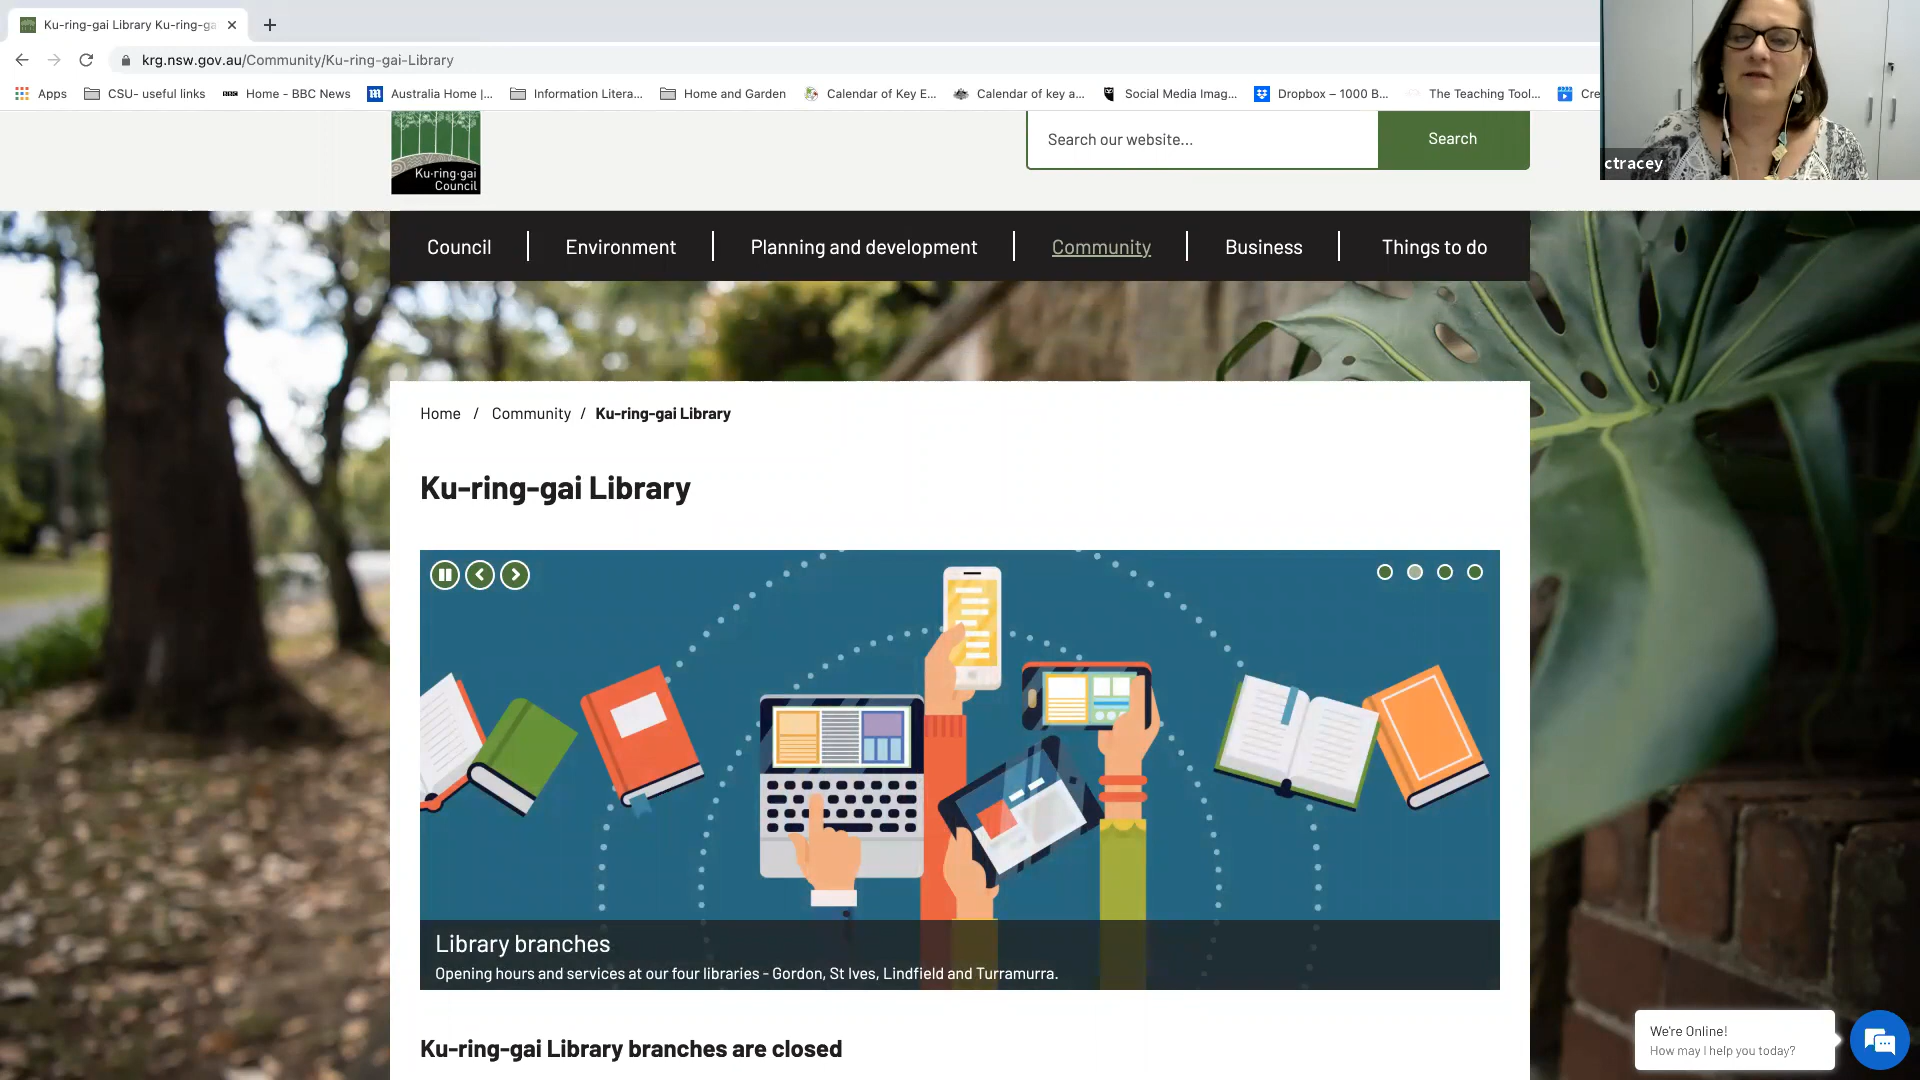 Ku-ring-gai Library Ku-ring-ga
krg.nsw.gov.au/Community/Ku-ring-gai-Library
Apps CSU- useful links Home - BBC News Australia Home |... Information Litera... Home and Garden Calendar of Key E... Calendar of key a... Social Media Imag... Dropbox – 1000 B... The Teaching Tool... Cre
Ku-ring-gai
Council
Search our website...
Search
ctracey
Council Environment Planning and development Community Business Things to do
Home / Community / Ku-ring-gai Library
Ku-ring-gai Library
Library branches
Opening hours and services at our four libraries - Gordon, St Ives, Lindfield and Turramurra.
Ku-ring-gai Library branches are closed
We're Online!
How may I help you today?